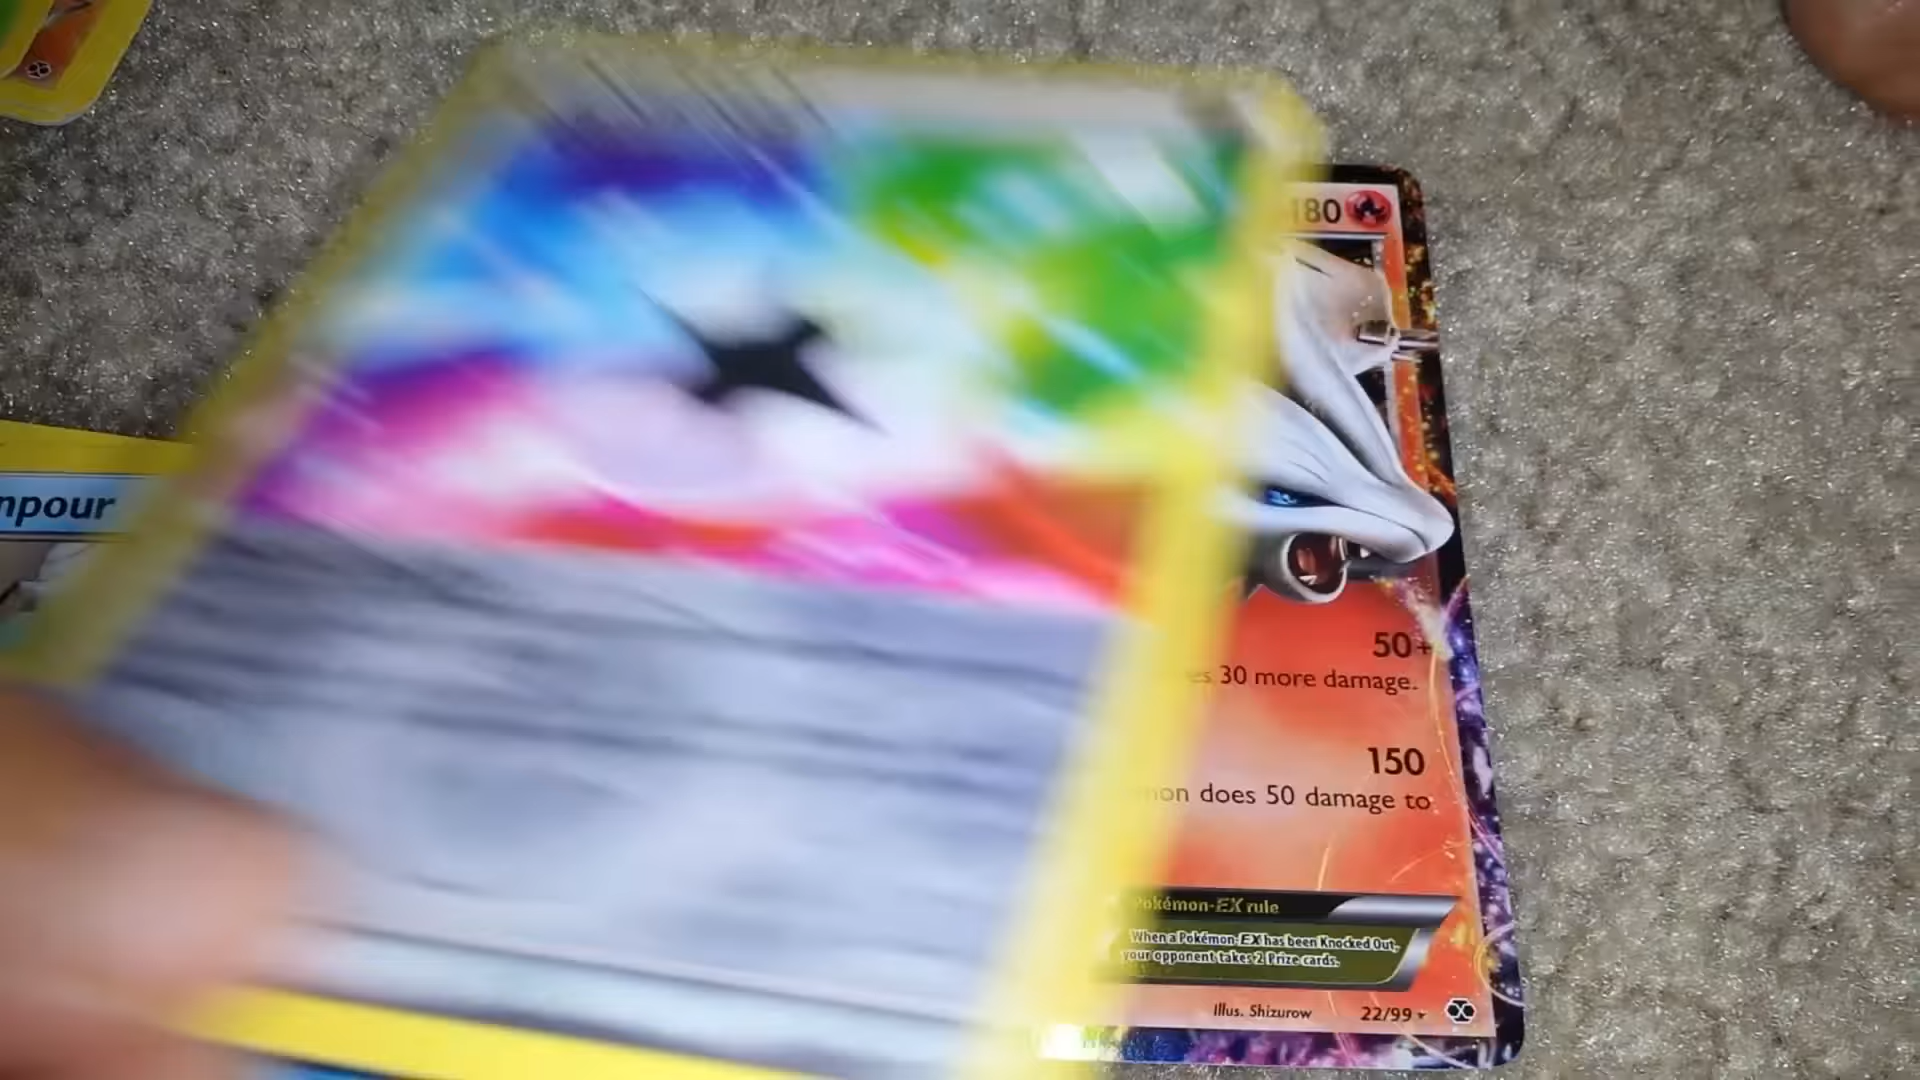 180
npour
50+
es 30 more damage.
150
mon does 50 damage to
Pokémon-EX rule
When a Pokémon-EX has been Knocked Out,
your opponent takes 2 Prize cards.
Illus. Shizurow
22/99